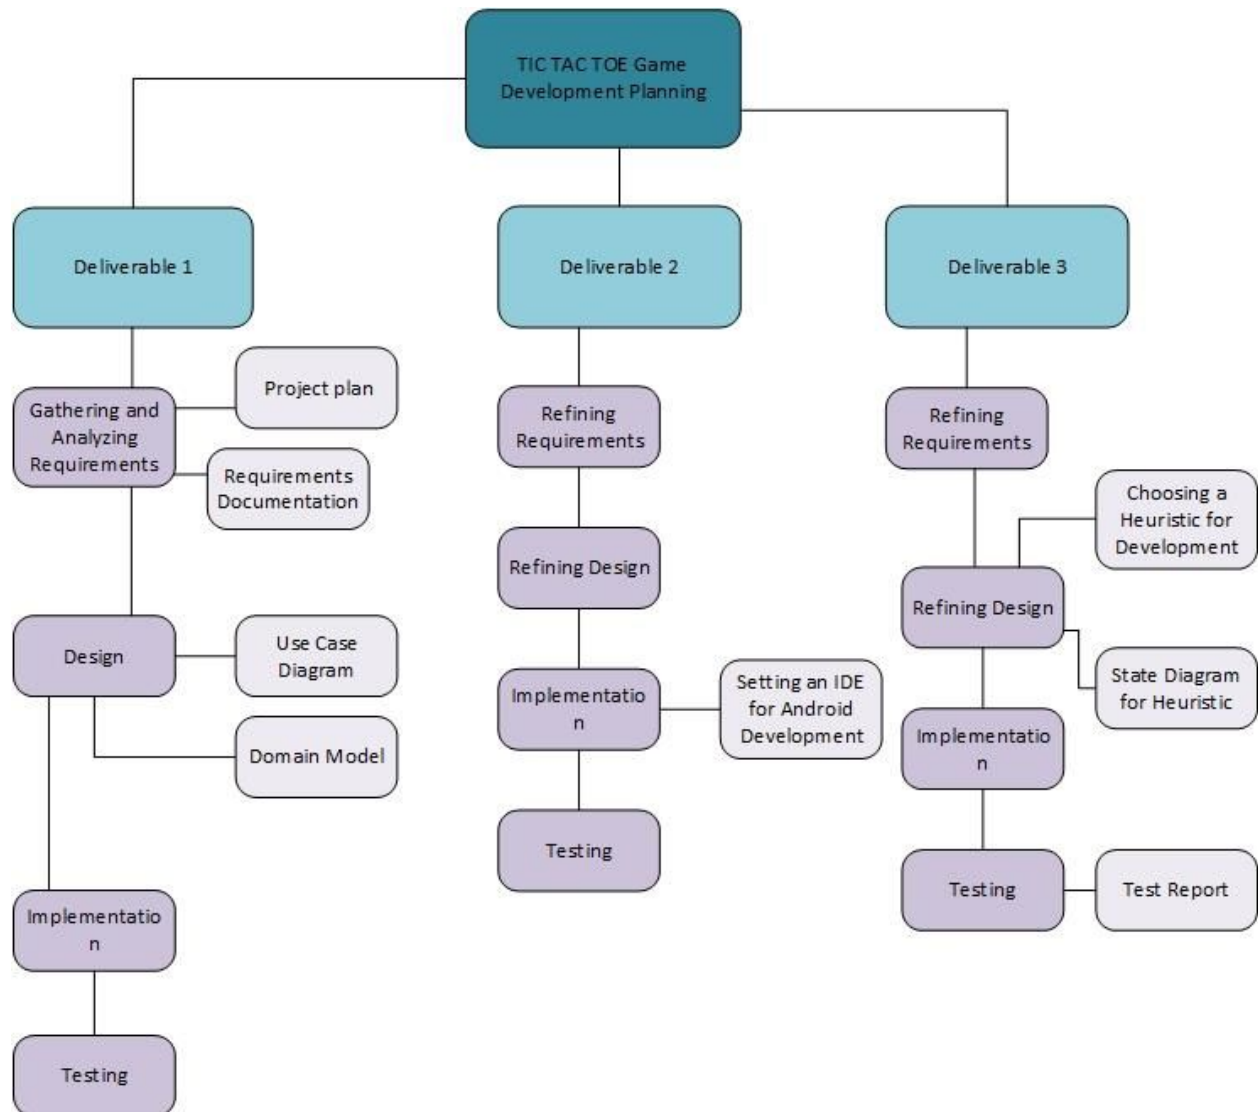 TIC TAC TOE Game
Development Planning
Deliverable 1
Deliverable 2
Deliverable 3
Gathering and
Analyzing
Requirements
Project plan
Requirements
Documentation
Design
Use Case
Diagram
Domain Model
Implementatio
n
Testing
Refining
Requirements
Refining Design
Implementatio
n
Setting an IDE
for Android
Development
Testing
Refining
Requirements
Choosing a
Heuristic for
Development
Refining Design
State Diagram
for Heuristic
Implementatio
n
Testing
Test Report